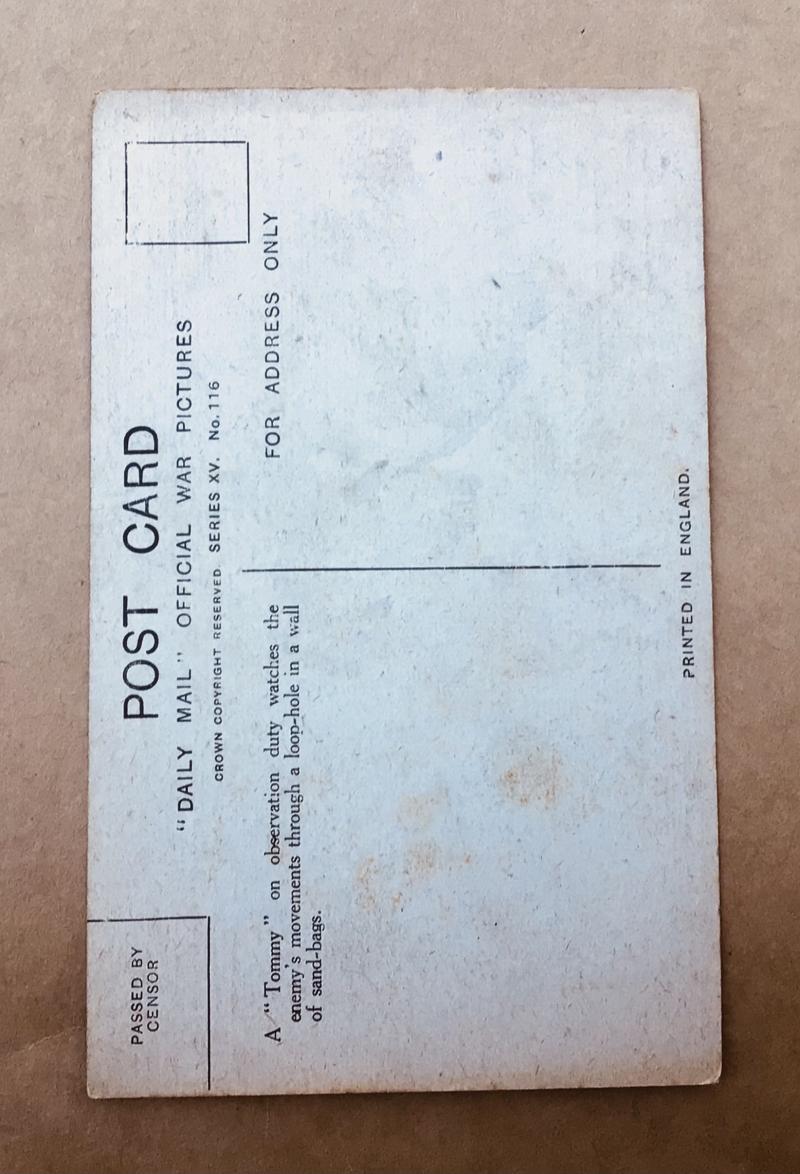 PASSED BY
CENSOR
POST CARD
"DAILY MAIL" OFFICIAL WAR PICTURES
CROWN COPYRIGHT RESERVED. SERIES XV. No. 116
A "Tommy" on observation duty watches the
enemy's movements through a loop-hole in a wall
of sand-bags.
FOR ADDRESS ONLY
PRINTED IN ENGLAND.